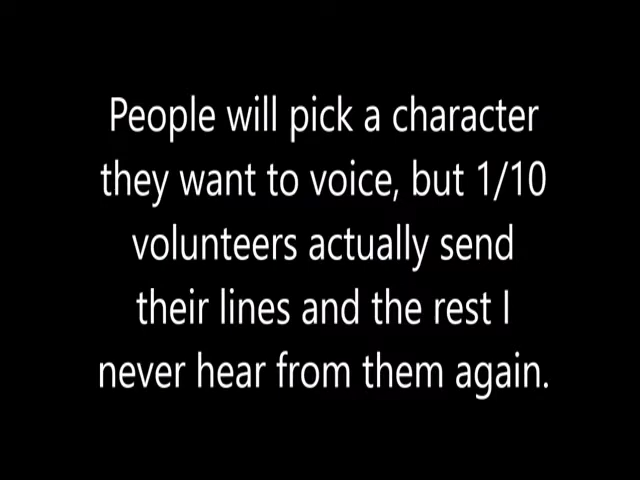 People will pick a character
they want to voice, but 1/10
volunteers actually send
their lines and the rest I
never hear from them again.